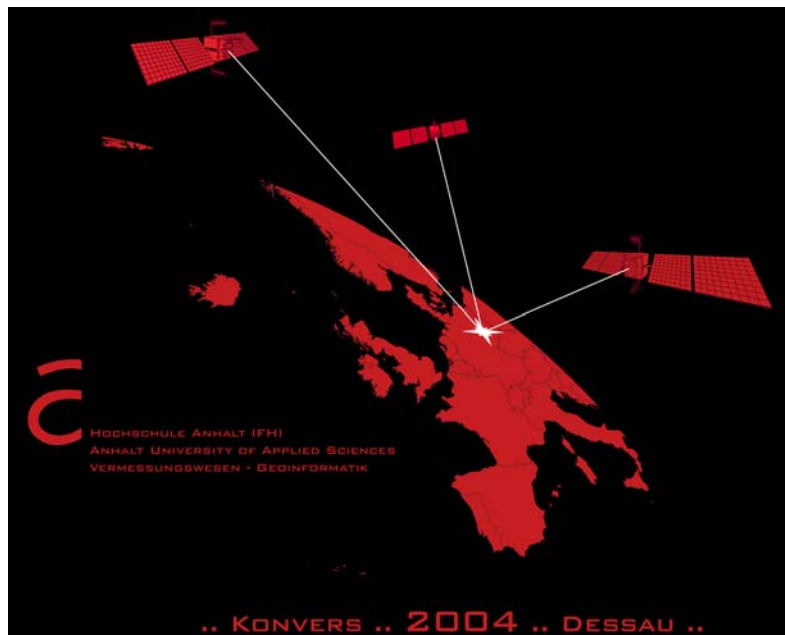 Hochschule Anhalt (FH)
Anhalt University of Applied Sciences
Vermessungswesen - Geoinformatik
.. Konvers .. 2004 .. Dessau ..